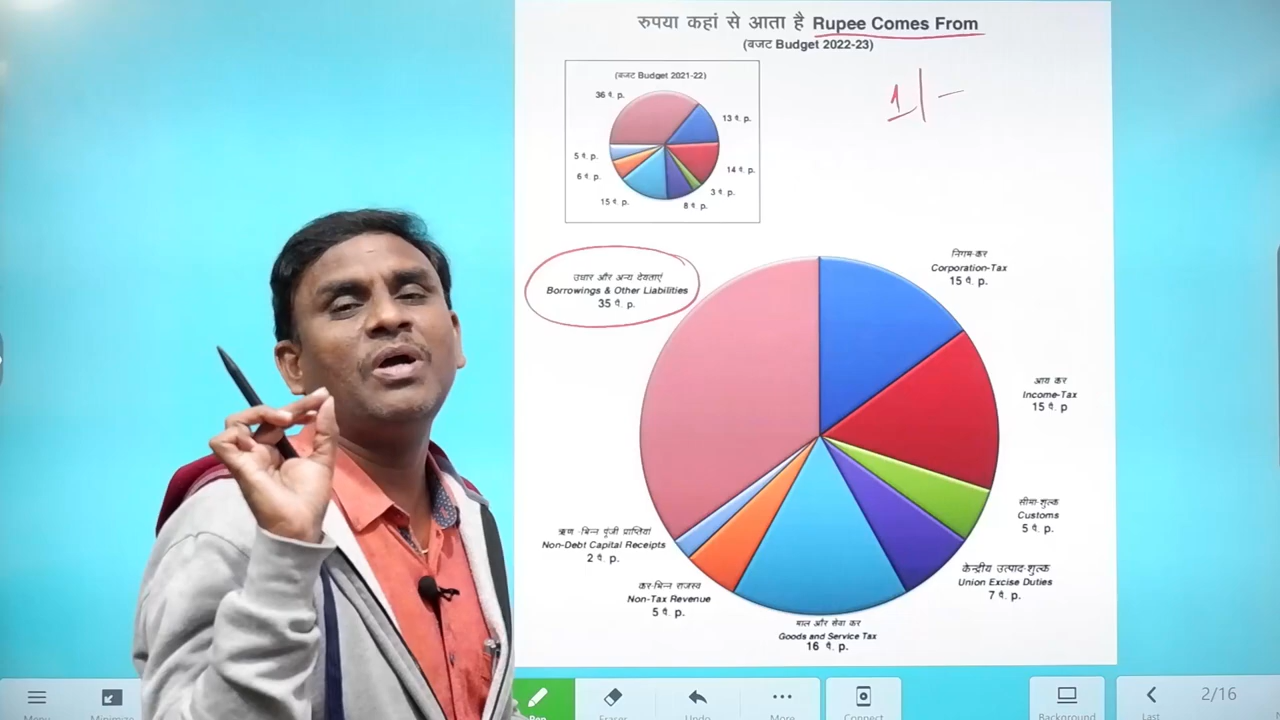 रुपया कहां से आता है Rupee Comes From
(बजट Budget 2022-23)
1/-
(बजट Budget 2021-22)
36 पै. p.
13 पै. p.
5 पै. p.
14 पै. p.
6 पै. p.
3 पै. p.
15 पै. p.
8 पै. p.
उधार और अन्य देयताएं
Borrowings & Other Liabilities
35 पै. p.
निगम-कर
Corporation-Tax
15 पै. p.
आय कर
Income-Tax
15 पै. p
सीमा-शुल्क
Customs
5 पै. p.
ऋण -भिन्न पूंजी प्राप्तियां
Non-Debt Capital Receipts
2 पै. p.
केन्द्रीय उत्पाद-शुल्क
Union Excise Duties
7 पै. p.
कर-भिन्न राजस्व
Non-Tax Revenue
5 पै. p.
माल और सेवा कर
Goods and Service Tax
16 पै. p.
Menu
Minimize
Pen
Eraser
Undo
More
Connect
Background
Last
2/16